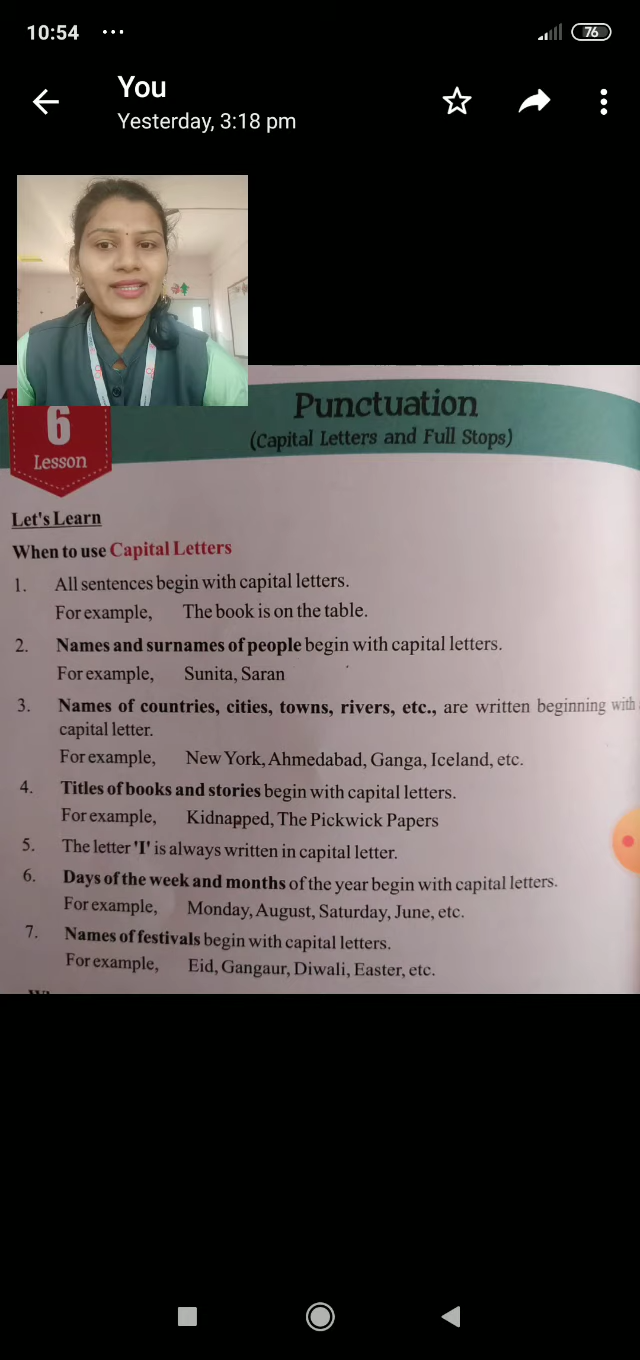 10:54
76
You
Yesterday, 3:18 pm
6
Lesson
Punctuation
(Capital Letters and Full Stops)
Let's Learn
When to use Capital Letters
1. All sentences begin with capital letters.
For example, The book is on the table.
2. Names and surnames of people begin with capital letters.
For example, Sunita, Saran
3. Names of countries, cities, towns, rivers, etc., are written beginning with
capital letter.
For example, New York, Ahmedabad, Ganga, Iceland, etc.
4. Titles of books and stories begin with capital letters.
For example, Kidnapped, The Pickwick Papers
5. The letter 'I' is always written in capital letter.
6. Days of the week and months of the year begin with capital letters.
For example, Monday, August, Saturday, June, etc.
7. Names of festivals begin with capital letters.
For example, Eid, Gangaur, Diwali, Easter, etc.